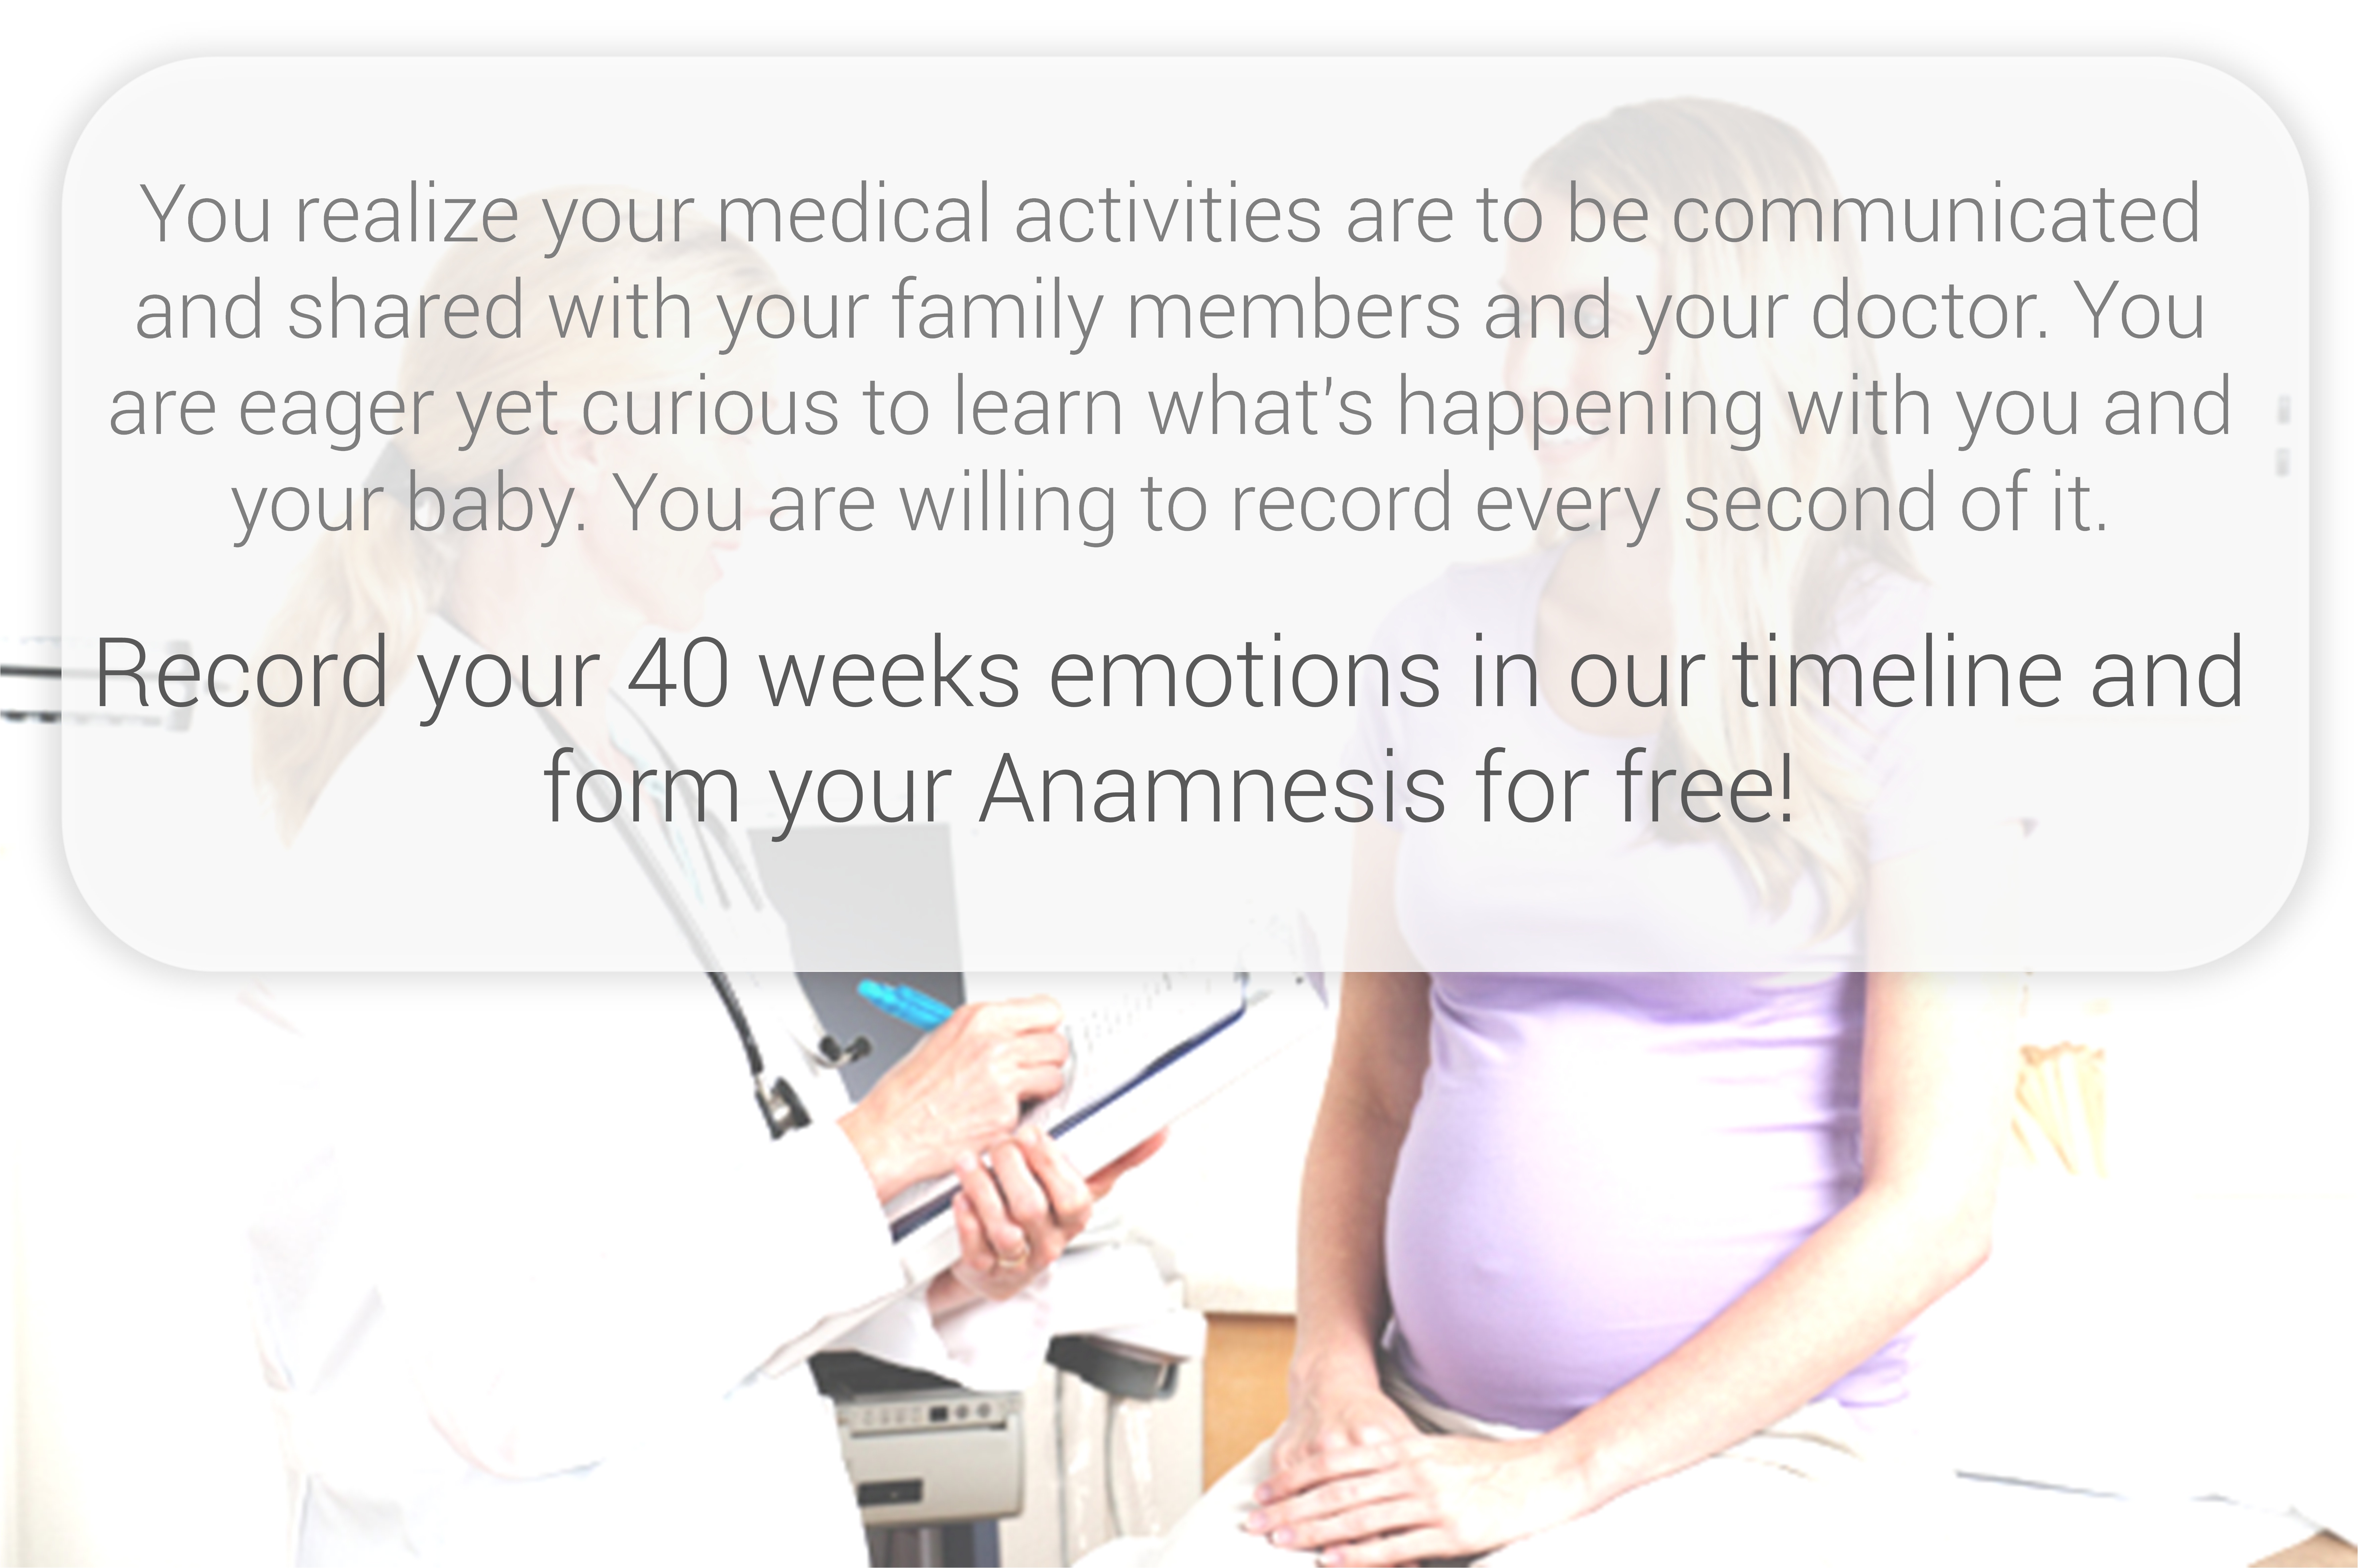 You realize your medical activities are to be communicated
and shared with your family members and your doctor. You
are eager yet curious to learn what's happening with you and
your baby. You are willing to record every second of it.
Record your 40 weeks emotions in our timeline and
form your Anamnesis for free!